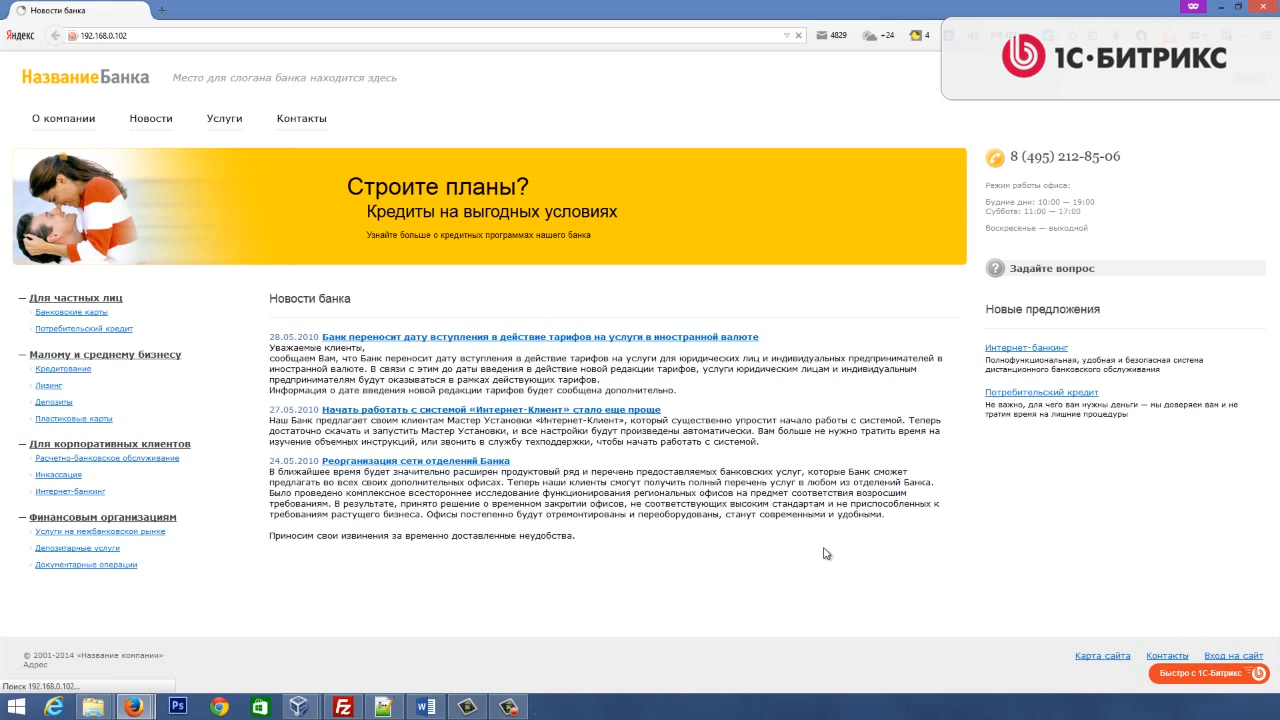 Новости банка
Яндекс
192.168.0.102
4829
+24
4
1С·БИТРИКС
НазваниеБанка
Место для слогана банка находится здесь
О компании
Новости
Услуги
Контакты
Строите планы?
Кредиты на выгодных условиях
Узнайте больше о кредитных программах нашего банка
8 (495) 212-85-06
Режим работы офиса:
Будние дни: 10:00 — 19:00
Суббота: 11:00 — 17:00
Воскресенье — выходной
Задайте вопрос
Новые предложения
Интернет-банкинг
Полнофункциональная, удобная и безопасная система
дистанционного банковского обслуживания
Потребительский кредит
Не важно, для чего вам нужны деньги — мы доверяем вам и не
тратим время на лишние процедуры
— Для частных лиц
Банковские карты
Потребительский кредит
— Малому и среднему бизнесу
Кредитование
Лизинг
Депозиты
Пластиковые карты
— Для корпоративных клиентов
Расчетно-банковское обслуживание
Инкассация
Интернет-банкинг
— Финансовым организациям
Услуги на межбанковском рынке
Депозитарные услуги
Документарные операции
Новости банка
28.05.2010 Банк переносит дату вступления в действие тарифов на услуги в иностранной валюте
Уважаемые клиенты,
сообщаем Вам, что Банк переносит дату вступления в действие тарифов на услуги для юридических лиц и индивидуальных предпринимателей в
иностранной валюте. В связи с этим до даты введения в действие новой редакции тарифов, услуги юридическим лицам и индивидуальным
предпринимателям будут оказываться в рамках действующих тарифов.
Информация о дате введения новой редакции тарифов будет сообщена дополнительно.
27.05.2010 Начать работать с системой «Интернет-Клиент» стало еще проще
Наш Банк предлагает своим клиентам Мастер Установки «Интернет-Клиент», который существенно упростит начало работы с системой. Теперь
достаточно скачать и запустить Мастер Установки, и все настройки будут произведены автоматически. Вам больше не нужно тратить время на
изучение объемных инструкций, или звонить в службу техподдержки, чтобы начать работать с системой.
24.05.2010 Реорганизация сети отделений Банка
В ближайшее время будет значительно расширен продуктовый ряд и перечень предоставляемых банковских услуг, которые Банк сможет
предлагать во всех своих дополнительных офисах. Теперь наши клиенты смогут получить полный перечень услуг в любом из отделений Банка.
Было проведено комплексное всестороннее исследование функционирования региональных офисов на предмет соответствия возросшим
требованиям. В результате, принято решение о временном закрытии офисов, не соответствующих высоким стандартам и не приспособленных к
требованиям растущего бизнеса. Офисы постепенно будут отремонтированы и переоборудованы, станут современными и удобными.
Приносим свои извинения за временно доставленные неудобства.
© 2001-2014 «Название компании»
Адрес
Карта сайта
Контакты
Вход на сайт
Быстро с 1С-Битрикс
Поиск 192.168.0.102...